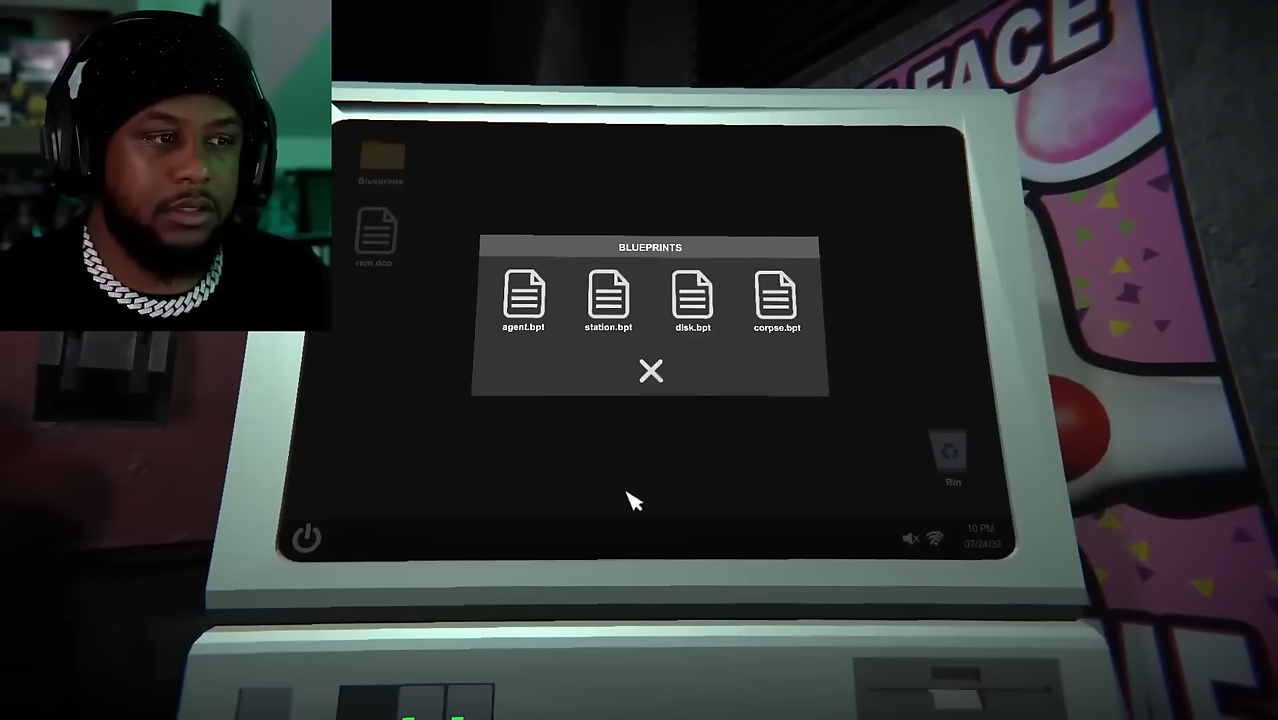 FACE
Blueprints
rem.dco
BLUEPRINTS
agent.bpt
station.bpt
disk.bpt
corpse.bpt
Bin
10 PM